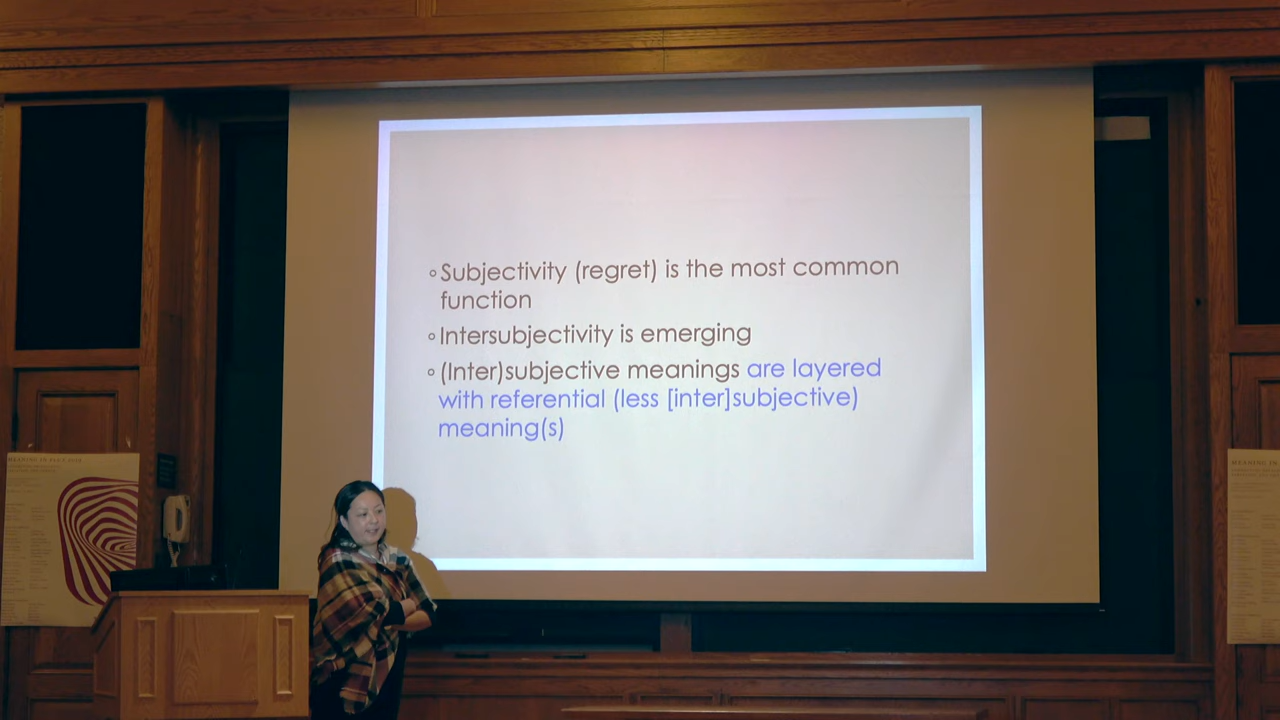 ◦Subjectivity (regret) is the most common
function
◦Intersubjectivity is emerging
◦(Inter)subjective meanings are layered
with referential (less [inter]subjective)
meaning(s)